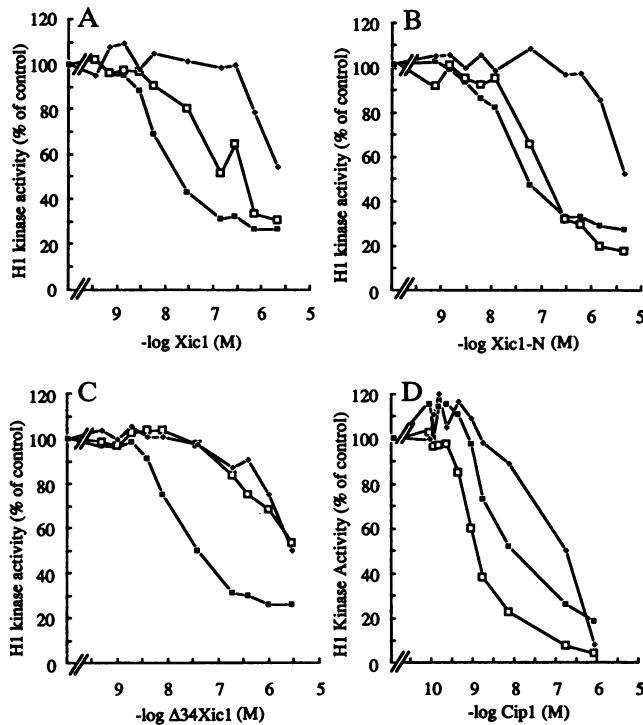 A
H1 kinase activity (% of control)
120
100
80
60
40
20
0
9 8 7 6 5
-log Xic1 (M)
B
H1 kinase activity (% of control)
120
100
80
60
40
20
0
9 8 7 6 5
-log Xic1-N (M)
C
H1 kinase activity (% of control)
120
100
80
60
40
20
0
9 8 7 6 5
-log Δ34Xic1 (M)
D
H1 Kinase Activity (% of control)
120
100
80
60
40
20
0
10 9 8 7 6 5
-log Cip1 (M)